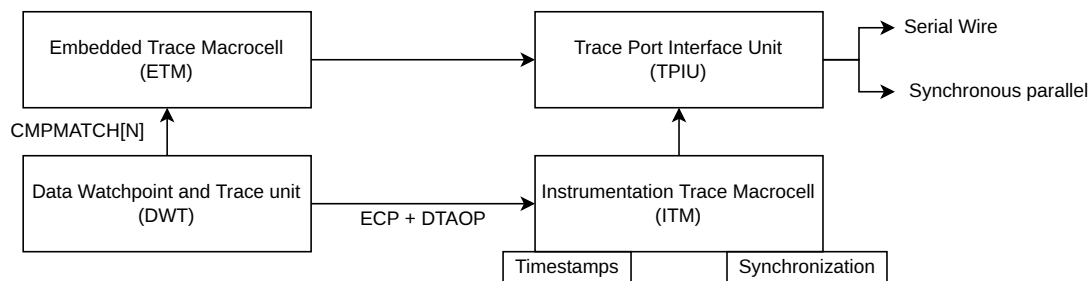 Embedded Trace Macrocell
(ETM)
Trace Port Interface Unit
(TPIU)
Serial Wire
Synchronous parallel
CMPMATCH[N]
Data Watchpoint and Trace unit
(DWT)
ECP + DTAOP
Instrumentation Trace Macrocell
(ITM)
Timestamps
Synchronization